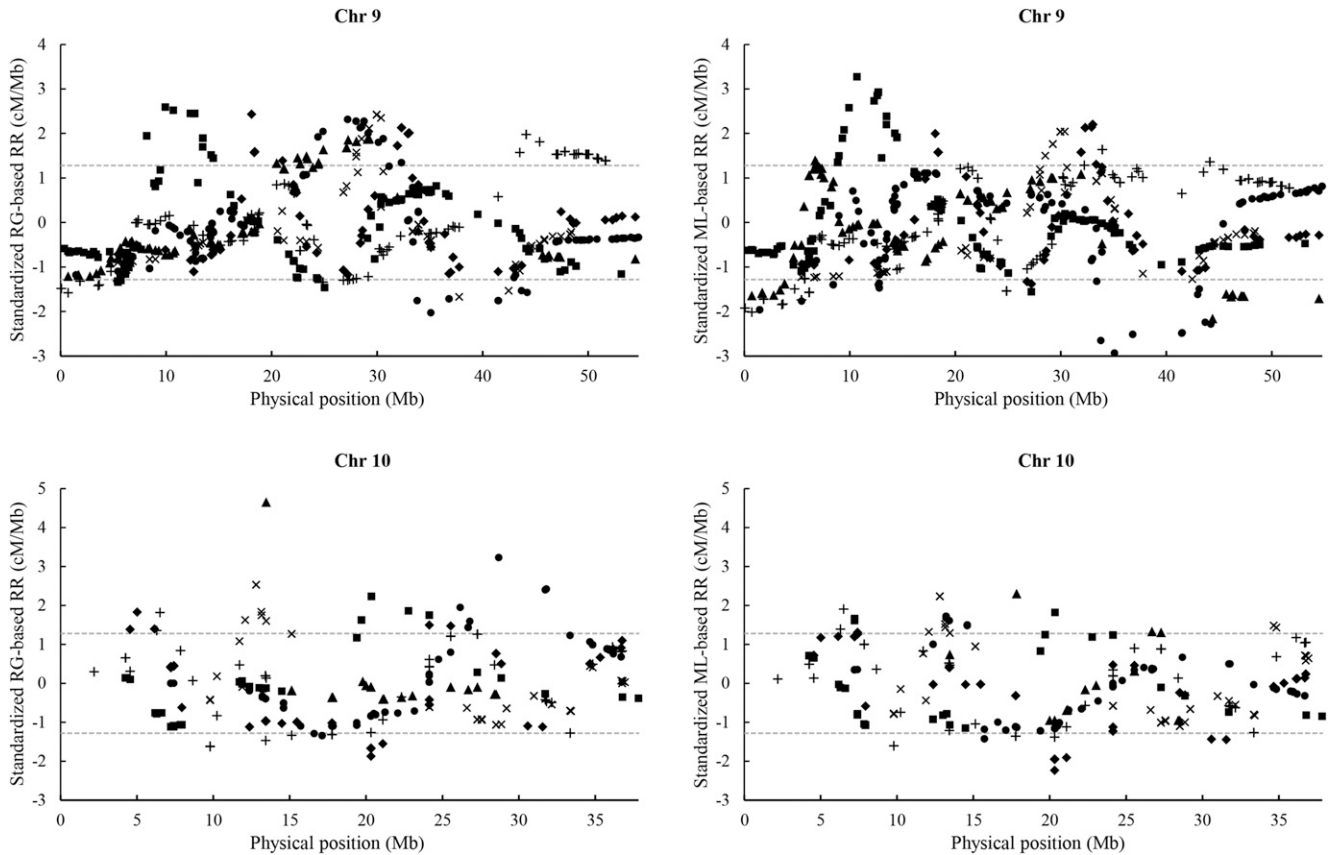 Chr 9
Standardized RG-based RR (cM/Mb)
4
3
2
1
0
-1
-2
-3
0 10 20 30 40 50
Physical position (Mb)
Chr 9
Standardized ML-based RR (cM/Mb)
4
3
2
1
0
-1
-2
-3
0 10 20 30 40 50
Physical position (Mb)
Chr 10
Standardized RG-based RR (cM/Mb)
5
4
3
2
1
0
-1
-2
-3
0 5 10 15 20 25 30 35
Physical position (Mb)
Chr 10
Standardized ML-based RR (cM/Mb)
5
4
3
2
1
0
-1
-2
-3
0 5 10 15 20 25 30 35
Physical position (Mb)